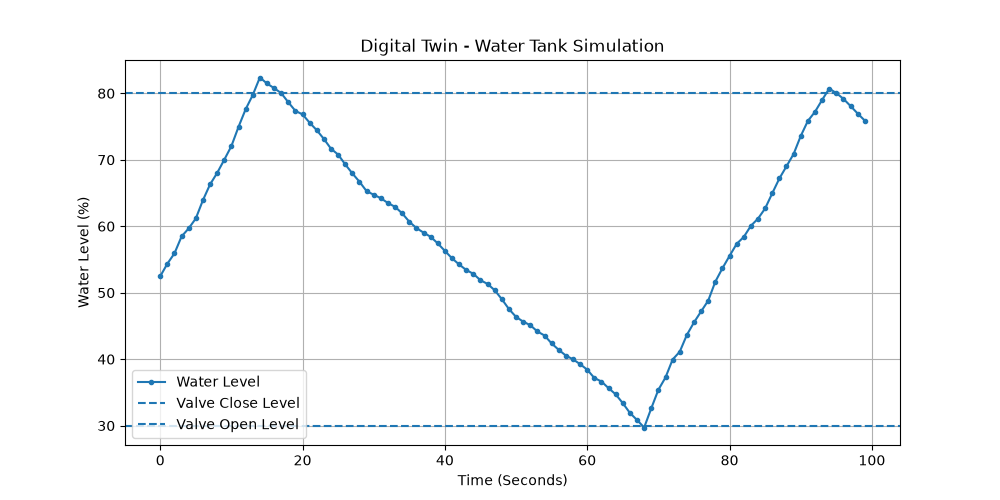 Digital Twin - Water Tank Simulation
Water Level (%)
80
70
60
50
40
30
Water Level
Valve Close Level
Valve Open Level
0 20 40 60 80 100
Time (Seconds)